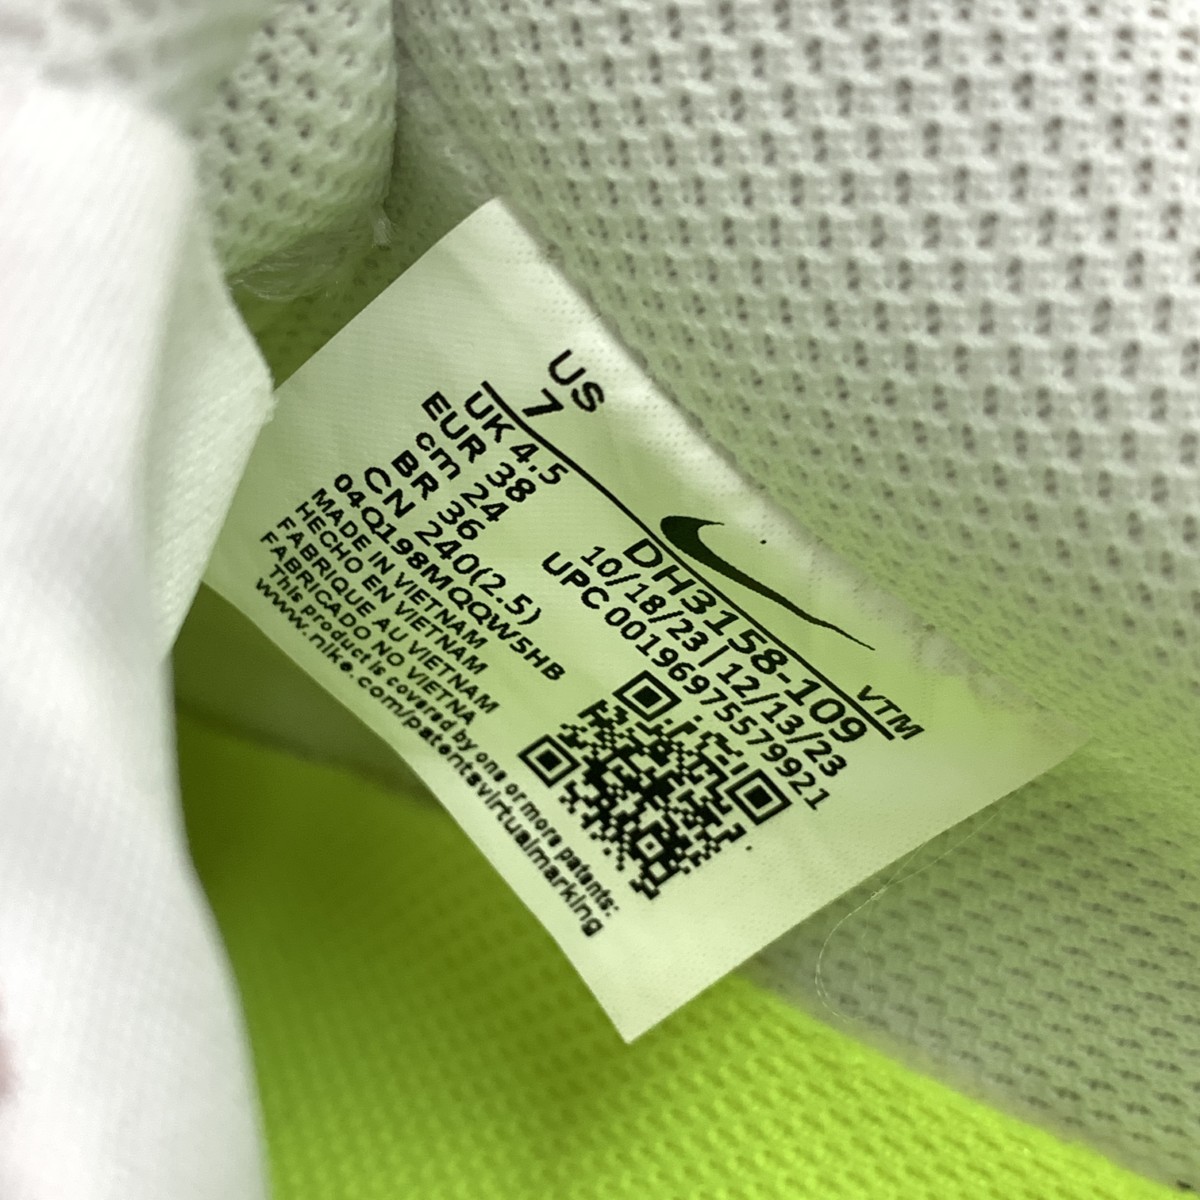 US
7
UK 4.5
EUR 38
cm 24
BR 36
CN 240(2.5)
04Q198MQQW5HB
MADE IN VIETNAM
HECHO EN VIETNAM
FABRIQUE AU VIETNAM
FABRICADO NO VIETNA
This product is covered by one or more patents:
www.nike.com/patentsvirtualmarking
VTM
DH3158-109
10/18/23 | 12/13/23
UPC 00196975579921